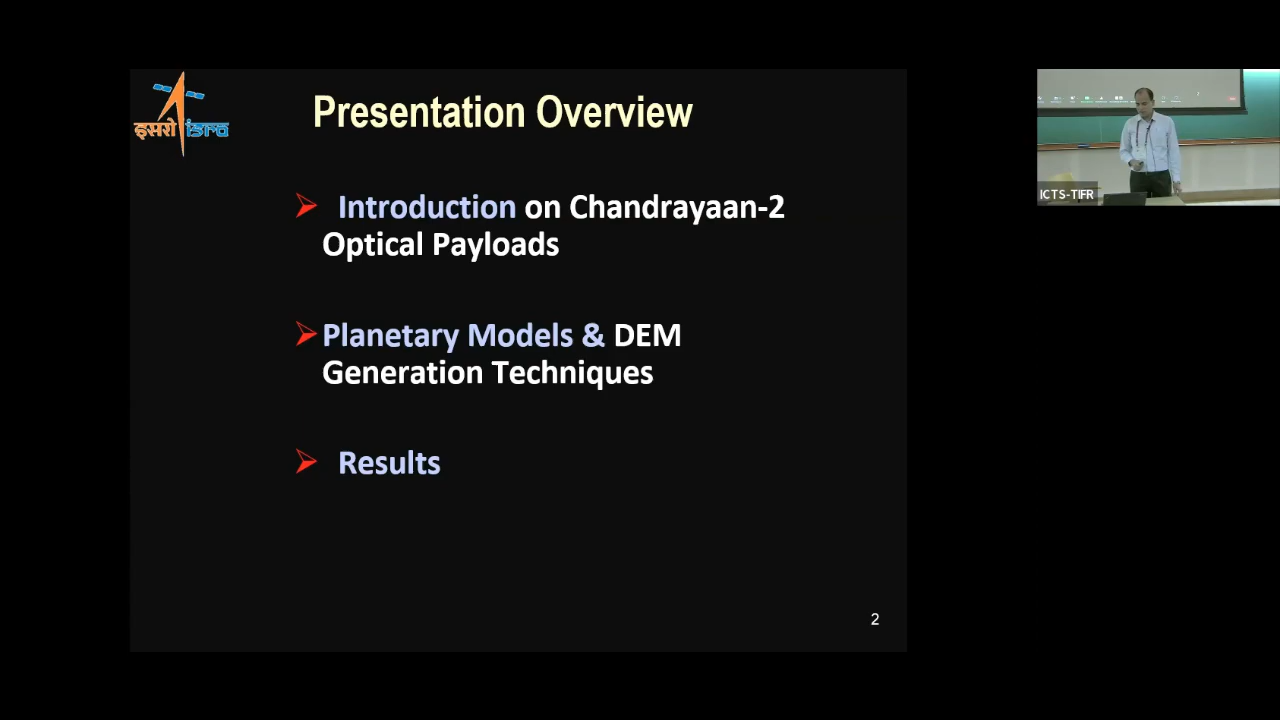 इसरो isro
Presentation Overview
Introduction on Chandrayaan-2
Optical Payloads
Planetary Models & DEM
Generation Techniques
Results
2
ICTS-TIFR